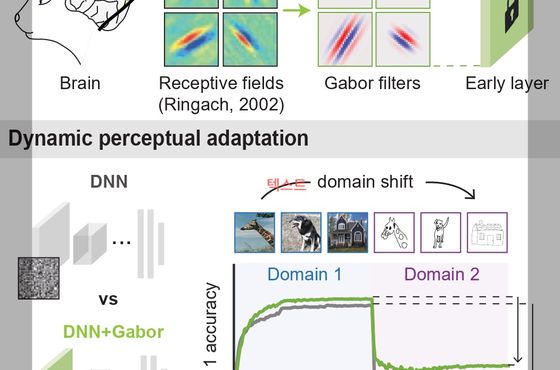 Brain
Receptive fields
(Ringach, 2002)
Gabor filters
Early layer
Dynamic perceptual adaptation
DNN
텍스트
domain shift
...
vs
DNN+Gabor
Domain 1
Domain 2
1 accuracy